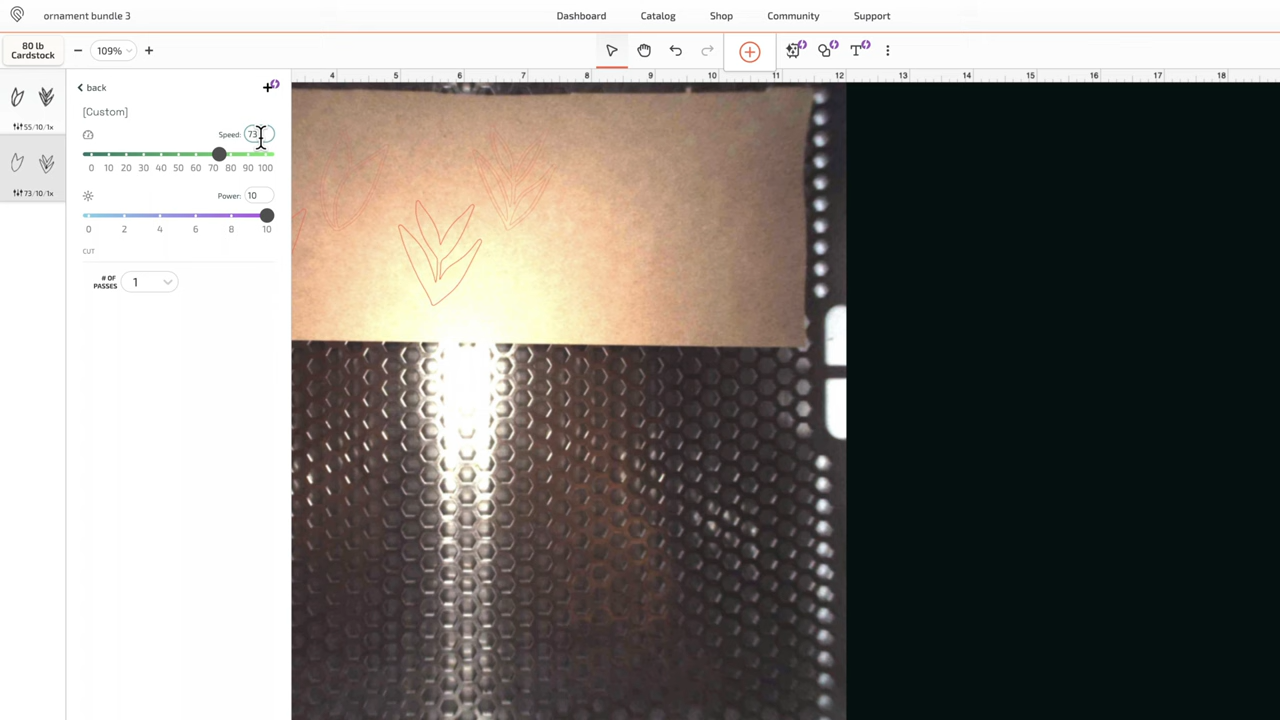 ornament bundle 3
Dashboard Catalog Shop Community Support
80 lb
Cardstock
109%
4 5 6 7 8 9 10 11 12 13 14 15 16 17 18
back
[Custom]
55/10/1x
Speed: 73
0 10 20 30 40 50 60 70 80 90 100
73/10/1x
Power: 10
0 2 4 6 8 10
CUT
# OF
PASSES
1